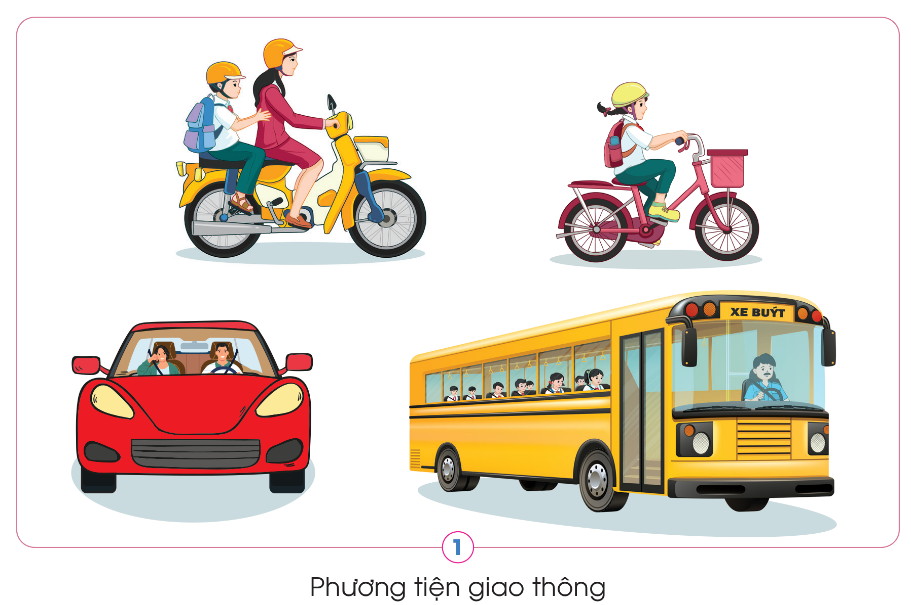 XE BUÝT
1
Phương tiện giao thông